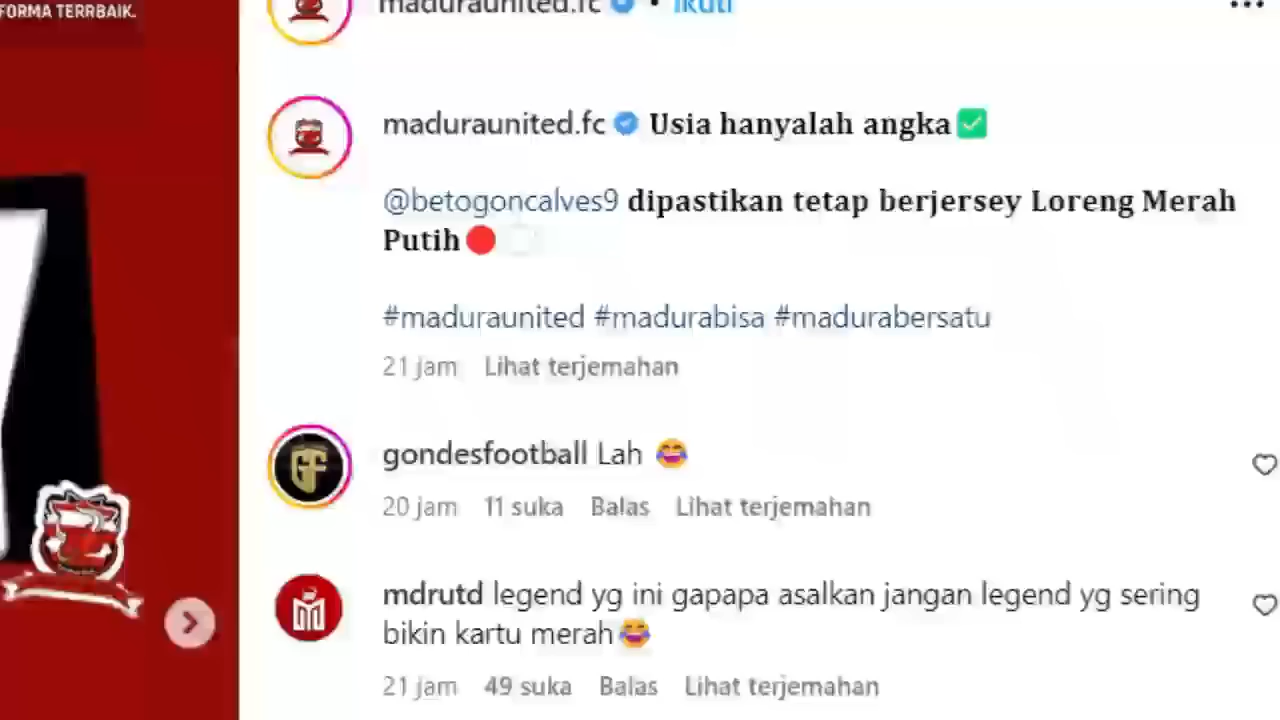 FORMA TERRBAIK.
maduraunited.fc • Ikuti
maduraunited.fc Usia hanyalah angka✅
@betogoncalves9 dipastikan tetap berjersey Loreng Merah
Putih🔴⚪
#maduraunited #madurabisa #madurabersatu
21 jam Lihat terjemahan
gondesfootball Lah 😂
20 jam 11 suka Balas Lihat terjemahan
mdrutd legend yg ini gapapa asalkan jangan legend yg sering
bikin kartu merah😂
21 jam 49 suka Balas Lihat terjemahan